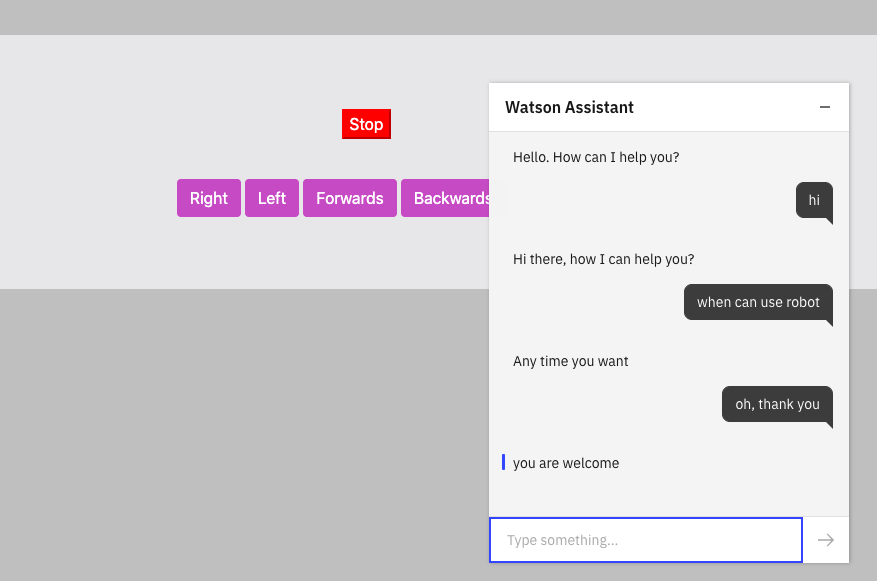 Stop
Right Left Forwards Backwards
Watson Assistant
Hello. How can I help you?
hi
Hi there, how I can help you?
when can use robot
Any time you want
oh, thank you
you are welcome
Type something...